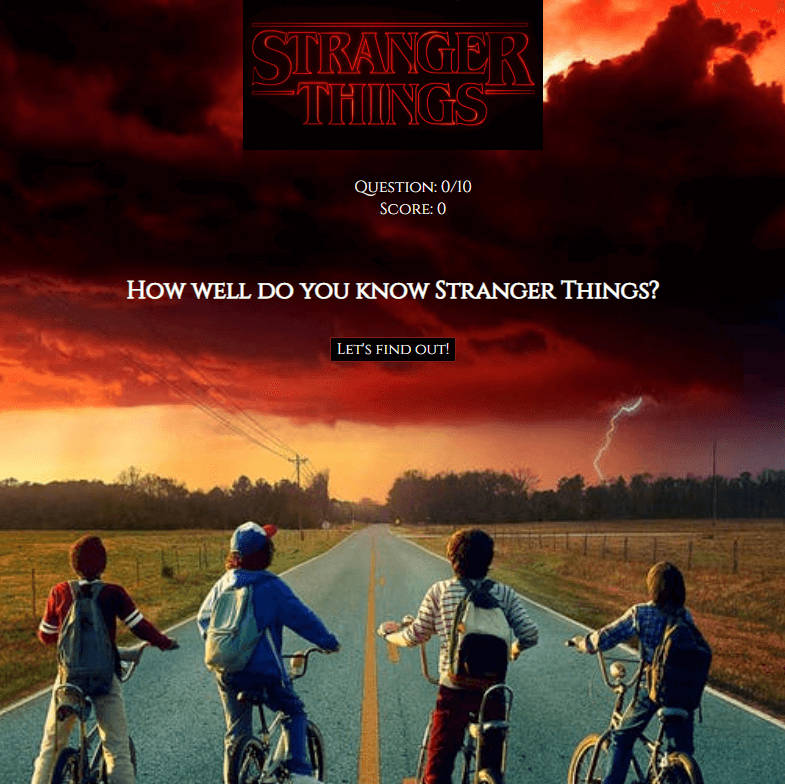 STRANGER
THINGS
Question: 0/10
Score: 0
How well do you know Stranger Things?
Let's find out!